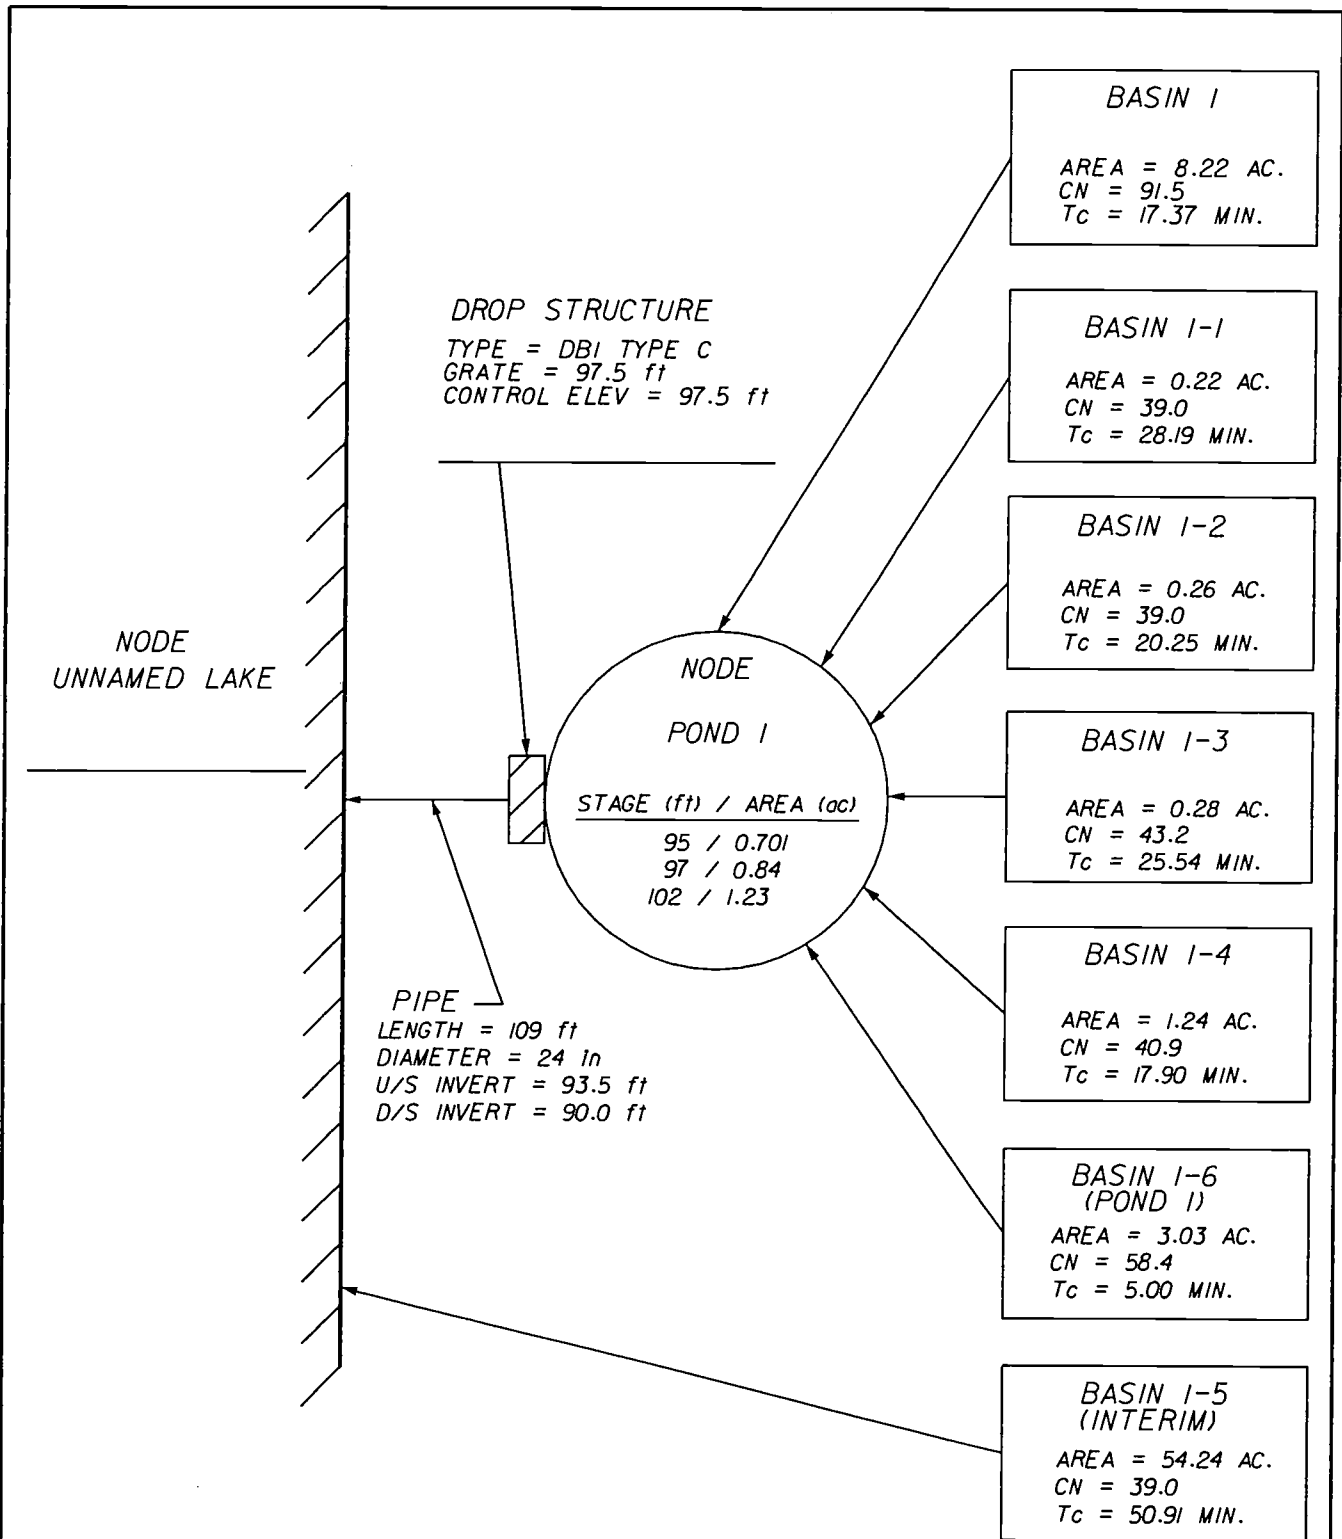 BASIN 1
AREA = 8.22 AC.
CN = 91.5
Tc = 17.37 MIN.
DROP STRUCTURE
TYPE = DBI TYPE C
GRATE = 97.5 ft
CONTROL ELEV = 97.5 ft
BASIN 1-1
AREA = 0.22 AC.
CN = 39.0
Tc = 28.19 MIN.
BASIN 1-2
AREA = 0.26 AC.
CN = 39.0
Tc = 20.25 MIN.
NODE
UNNAMED LAKE
NODE
POND 1
STAGE (ft) / AREA (ac)
95 / 0.701
97 / 0.84
102 / 1.23
BASIN 1-3
AREA = 0.28 AC.
CN = 43.2
Tc = 25.54 MIN.
BASIN 1-4
AREA = 1.24 AC.
CN = 40.9
Tc = 17.90 MIN.
PIPE
LENGTH = 109 ft
DIAMETER = 24 in
U/S INVERT = 93.5 ft
D/S INVERT = 90.0 ft
BASIN 1-6
(POND 1)
AREA = 3.03 AC.
CN = 58.4
Tc = 5.00 MIN.
BASIN 1-5
(INTERIM)
AREA = 54.24 AC.
CN = 39.0
Tc = 50.91 MIN.